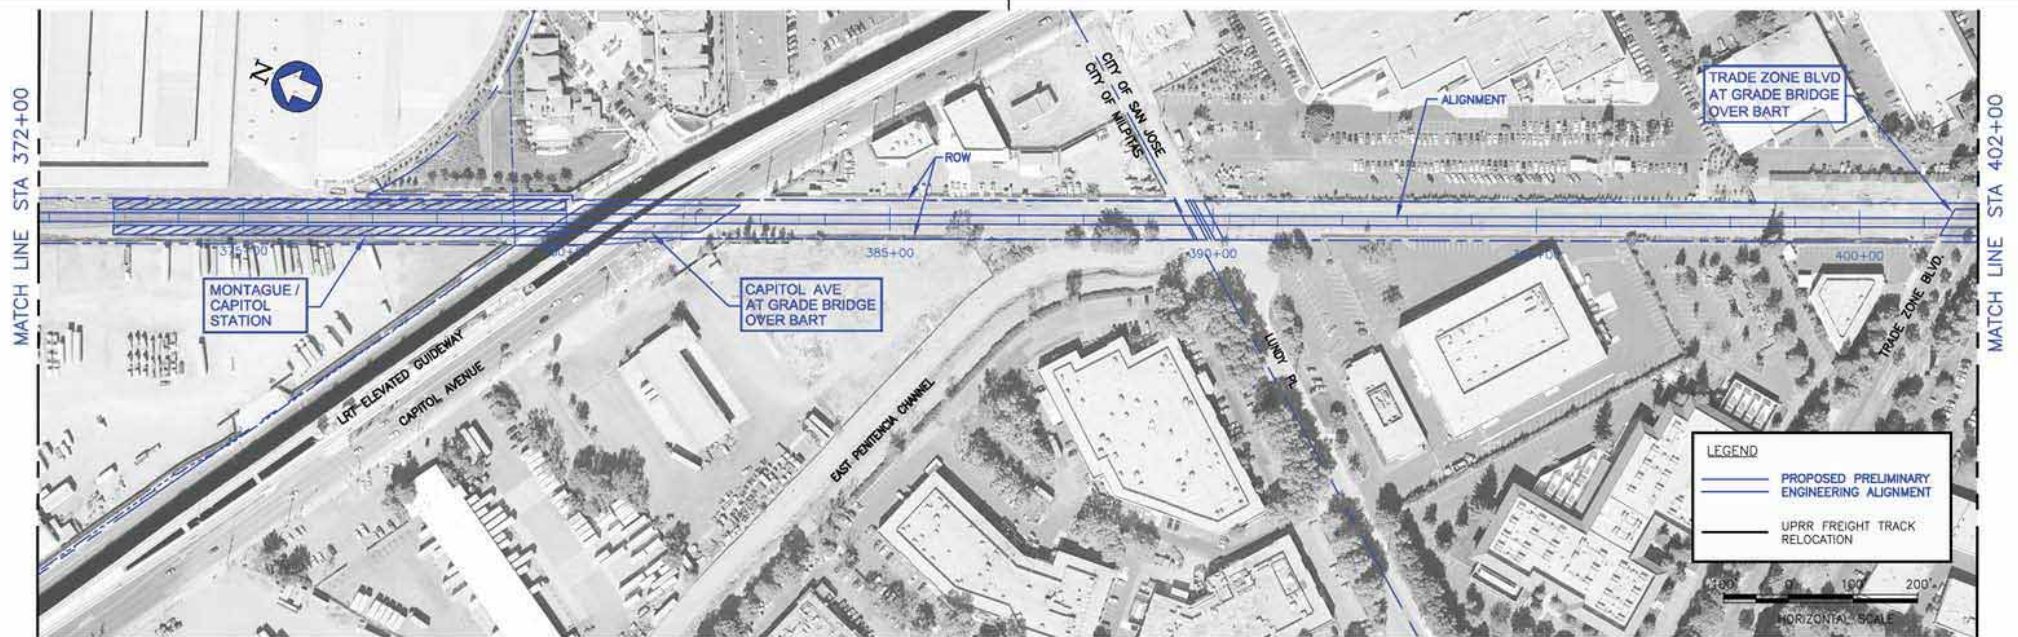 MATCH LINE STA 372+00
N
CITY OF SAN JOSE
CITY OF MILPITAS
ALIGNMENT
TRADE ZONE BLVD
AT GRADE BRIDGE
OVER BART
MATCH LINE STA 402+00
ROW
375+00
385+00
390+00
400+00
MONTAGUE /
CAPITOL
STATION
CAPITOL AVE
AT GRADE BRIDGE
OVER BART
LRT ELEVATED GUIDEWAY
CAPITOL AVENUE
EAST PENITENCIA CHANNEL
LUNDY PL
TRADE ZONE BLVD.
LEGEND
PROPOSED PRELIMINARY
ENGINEERING ALIGNMENT
UPRR FREIGHT TRACK
RELOCATION
100' 0 100' 200'
HORIZONTAL SCALE